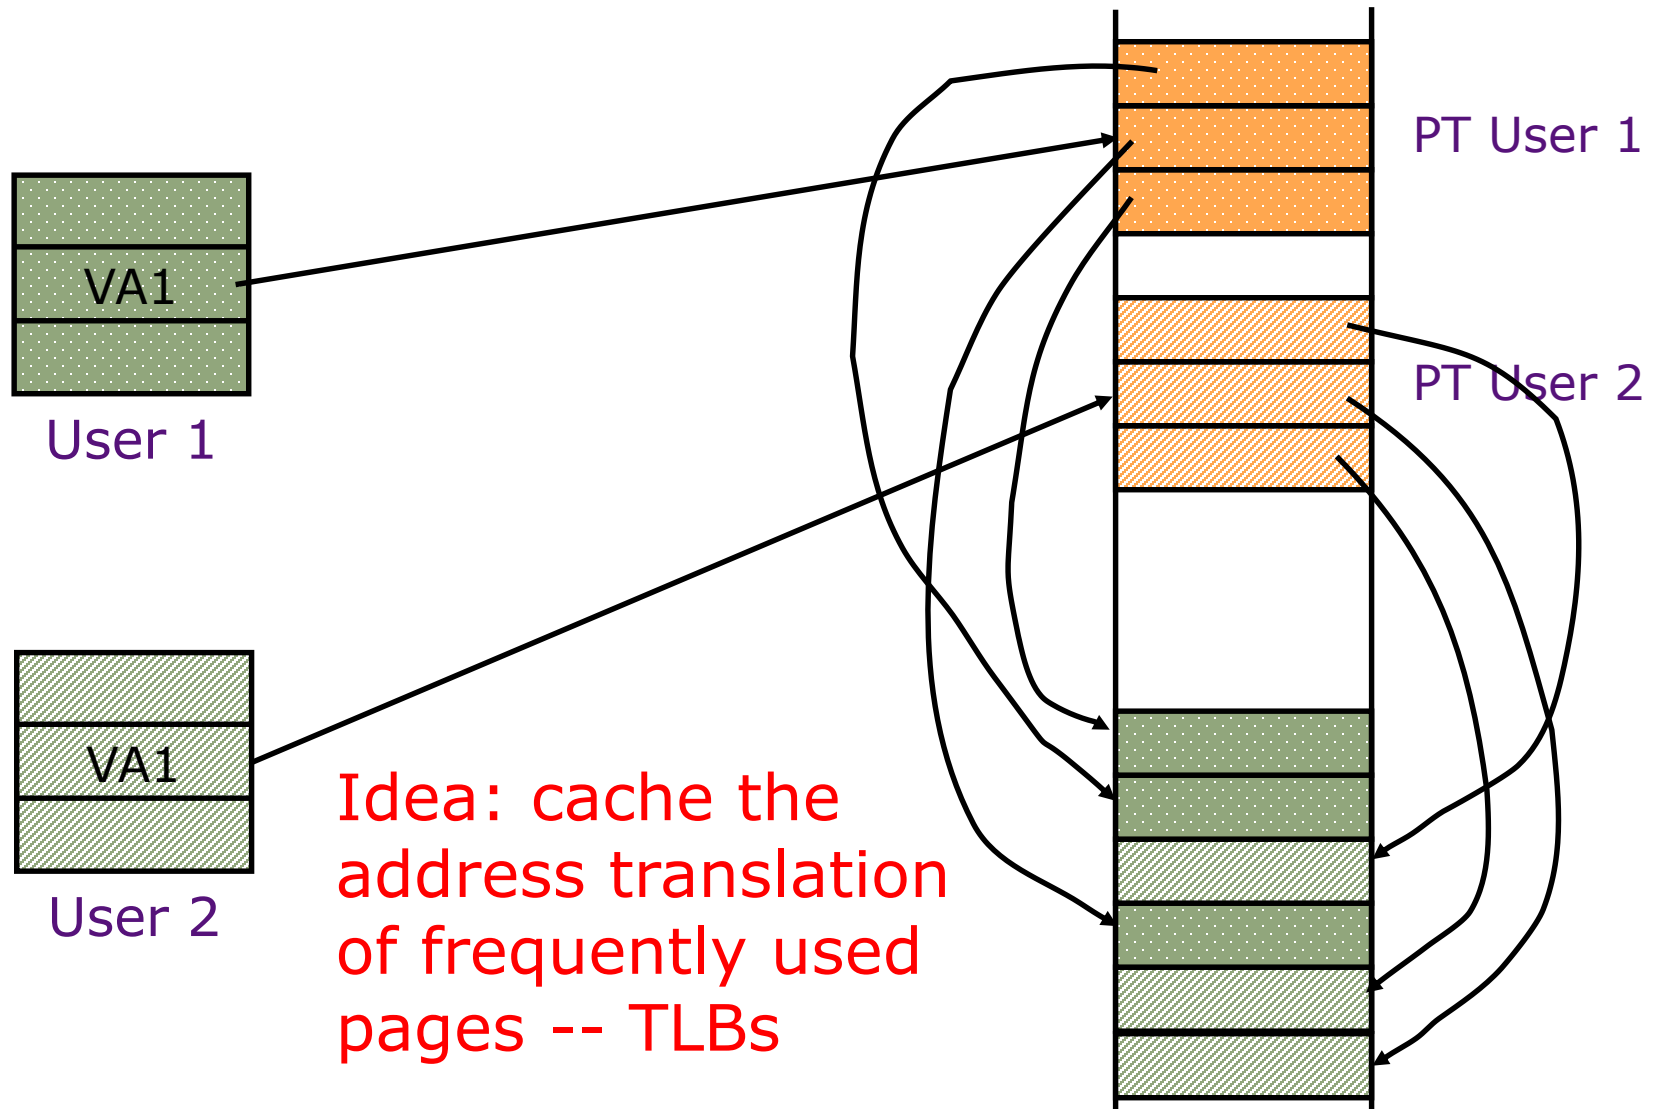 PT User 1
VA1
User 1
PT User 2
VA1
User 2
Idea: cache the
address translation
of frequently used
pages -- TLBs